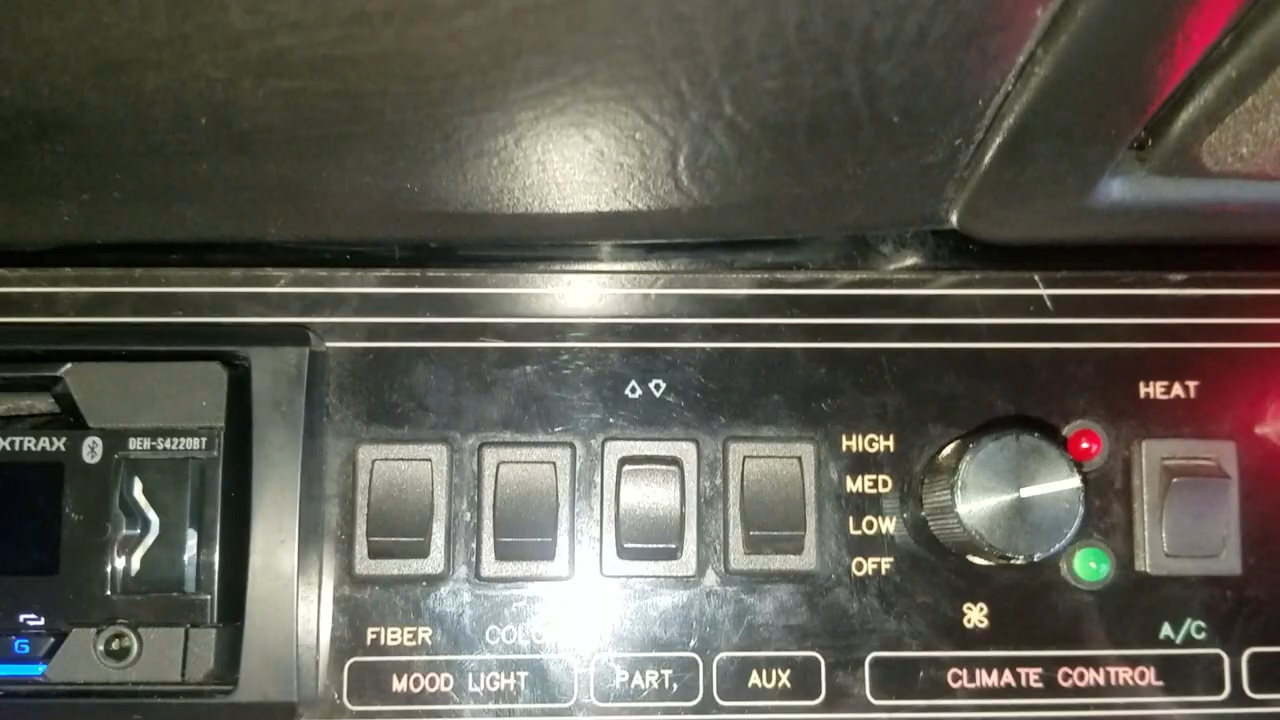 HEAT
HIGH
XTRAX
DEH-S4220BT
MED
LOW
OFF
G
FIBER
A/C
MOOD LIGHT
PART,
AUX
CLIMATE CONTROL